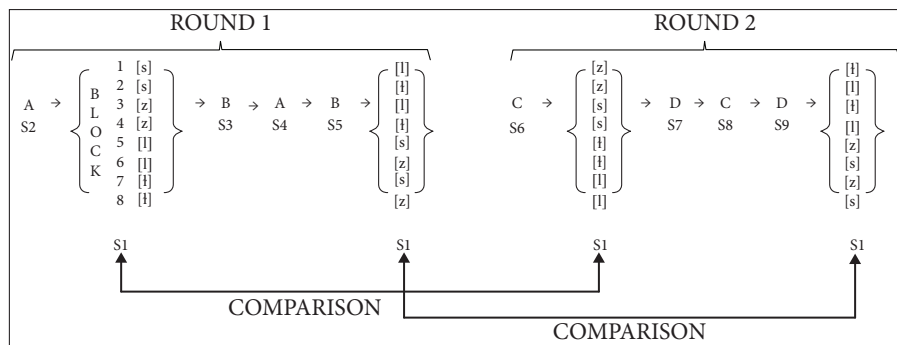 ROUND 1
A →
S2
B
L
O
C
K
1 [s]
2 [s]
3 [z]
4 [z]
5 [l]
6 [l]
7 [ɫ]
8 [ɫ]
→ B → A → B →
S3 S4 S5
[l]
[ɫ]
[l]
[ɫ]
[s]
[z]
[s]
[z]
ROUND 2
C →
S6
[z]
[z]
[s]
[s]
[ɫ]
[ɫ]
[l]
[l]
→ D → C → D →
S7 S8 S9
[ɫ]
[l]
[ɫ]
[l]
[z]
[s]
[z]
[s]
S1 S1 S1 S1
COMPARISON
COMPARISON